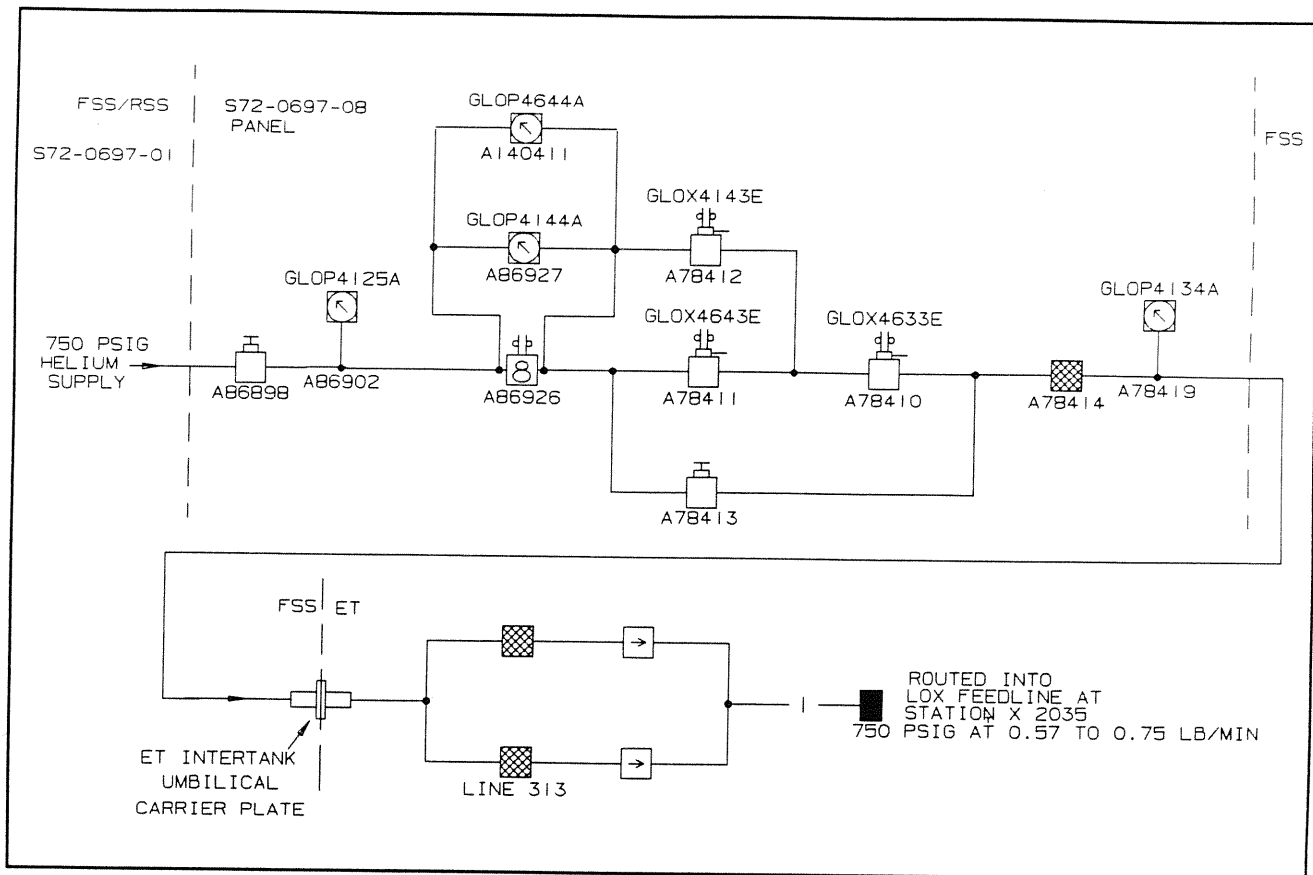 FSS/RSS
S72-0697-01
S72-0697-08
PANEL
FSS
GLOP4644A
A140411
GLOP4144A
A86927
GLOX4143E
A78412
GLOP4125A
GLOX4643E
GLOX4633E
GLOP4134A
750 PSIG
HELIUM
SUPPLY
A86898
A86902
A86926
8
A78411
A78410
A78414
A78419
A78413
FSS
ET
ET INTERTANK
UMBILICAL
CARRIER PLATE
LINE 313
ROUTED INTO
LOX FEEDLINE AT
STATION X 2035
750 PSIG AT 0.57 TO 0.75 LB/MIN